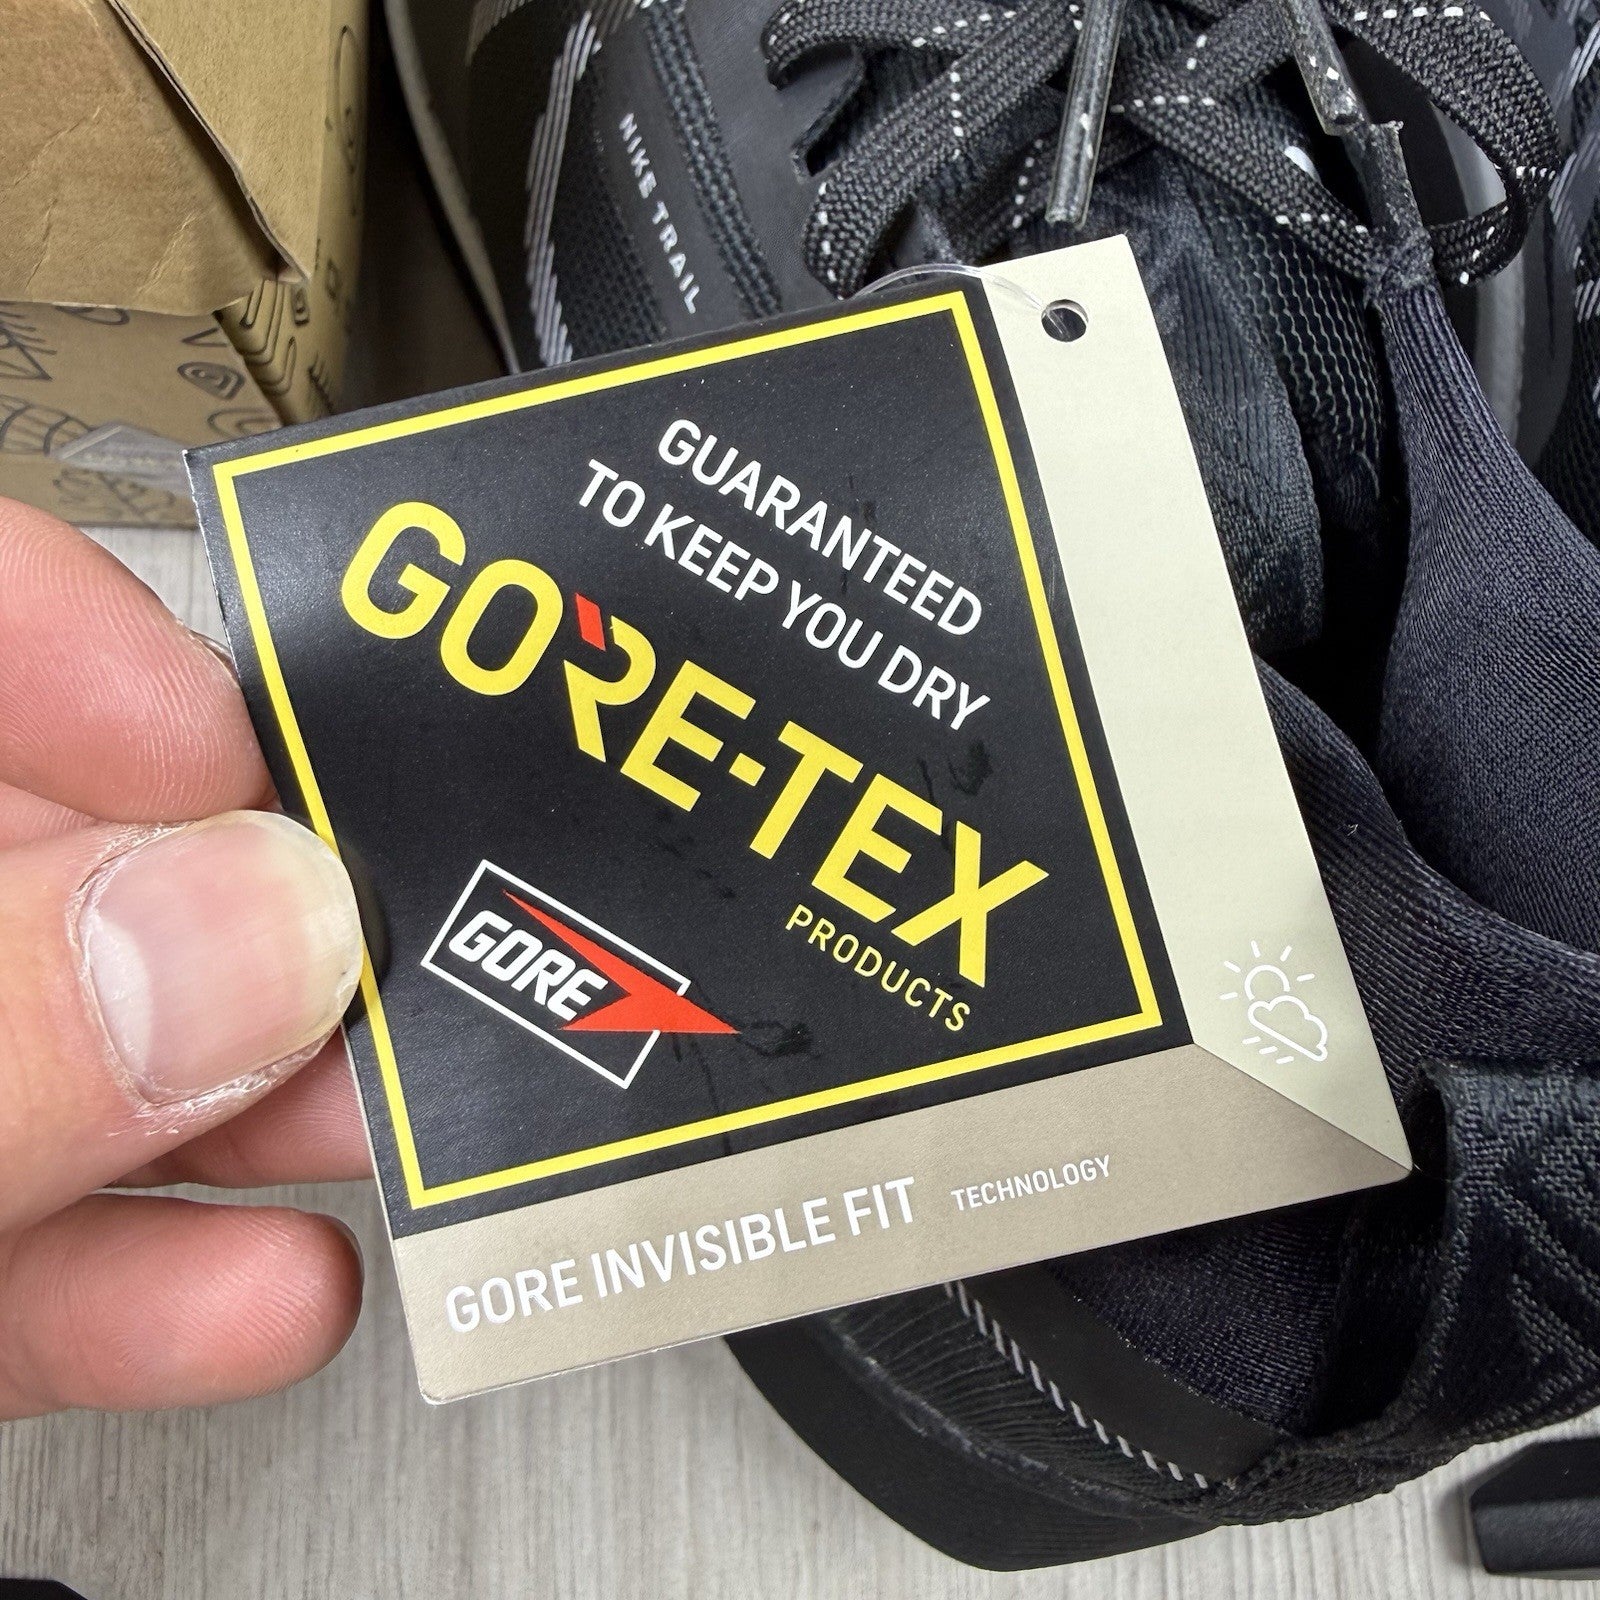 NIKE TRAIL
GUARANTEED
TO KEEP YOU DRY
GORE-TEX
PRODUCTS
GORE
GORE INVISIBLE FIT TECHNOLOGY